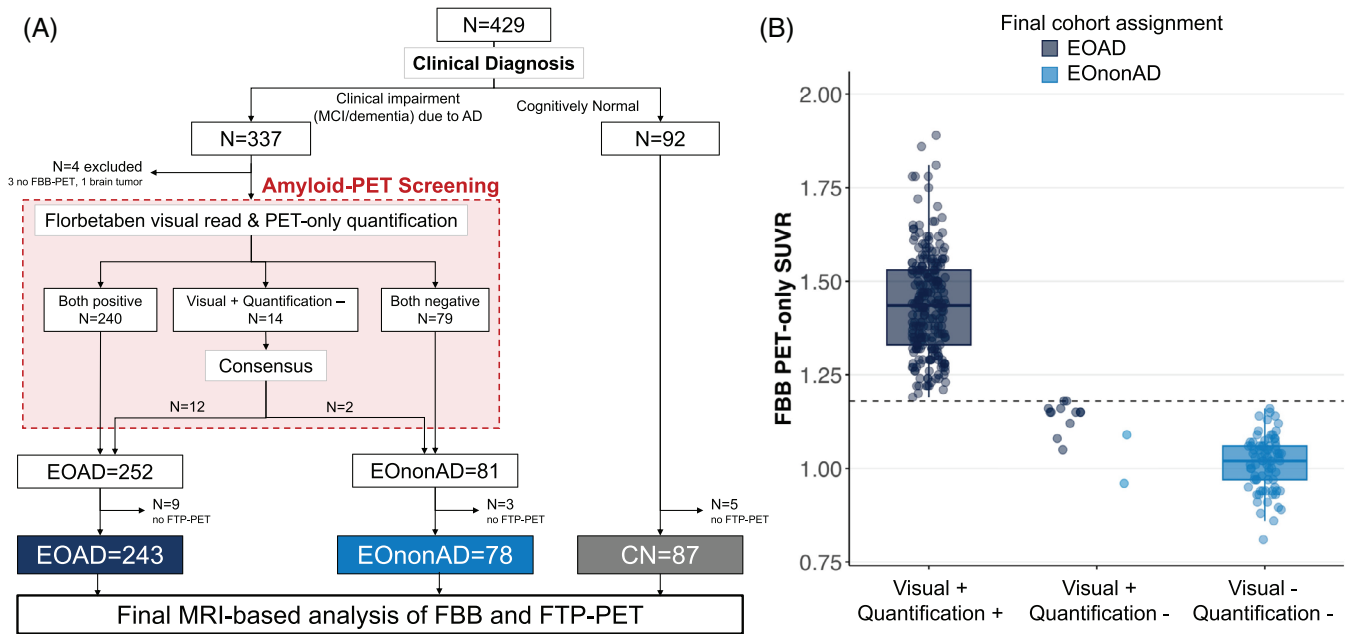 (A)
N=429
Clinical Diagnosis
Clinical impairment
(MCI/dementia) due to AD
Cognitively Normal
N=337
N=92
N=4 excluded
3 no FBB-PET, 1 brain tumor
Amyloid-PET Screening
Florbetaben visual read & PET-only quantification
Both positive
N=240
Visual + Quantification –
N=14
Both negative
N=79
Consensus
N=12
N=2
EOAD=252
EOnonAD=81
N=9
no FTP-PET
N=3
no FTP-PET
N=5
no FTP-PET
EOAD=243
EOnonAD=78
CN=87
Final MRI-based analysis of FBB and FTP-PET
(B)
Final cohort assignment
EOAD
EOnonAD
FBB PET-only SUVR
2.00
1.75
1.50
1.25
1.00
0.75
Visual +
Quantification +
Visual +
Quantification -
Visual -
Quantification -